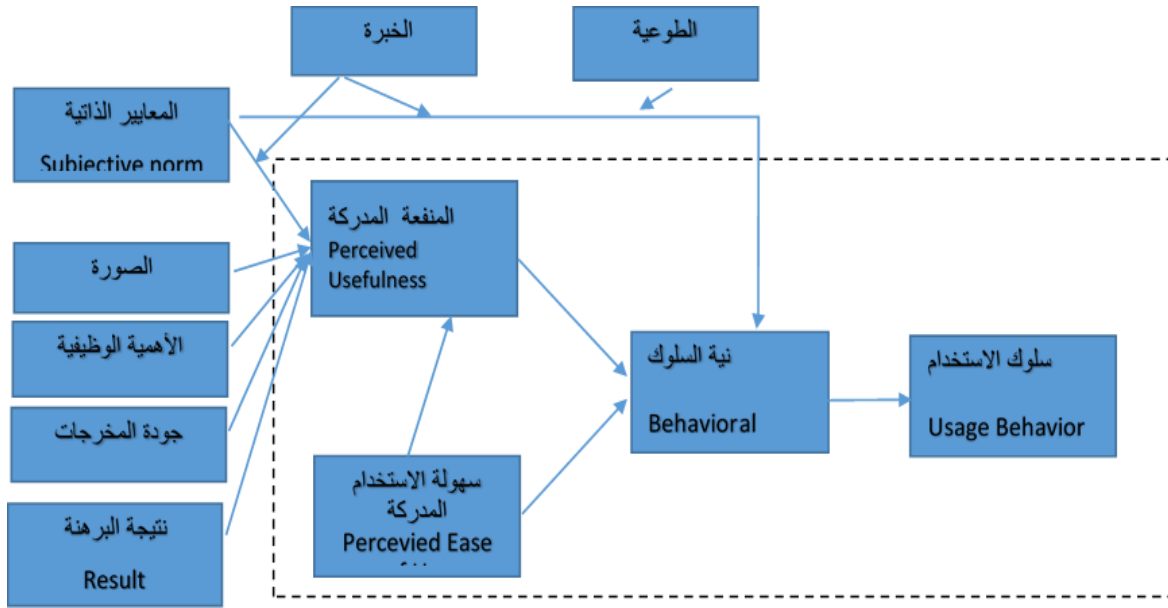 الخبرة
الطوعية
المعايير الذاتية
Subjective norm
المنفعة المدركة
Perceived
Usefulness
الصورة
الأهمية الوظيفية
جودة المخرجات
نتيجة البرهنة
Result
سهولة الاستخدام
المدركة
Percevied Ease
نية السلوك
Behavioral
سلوك الاستخدام
Usage Behavior